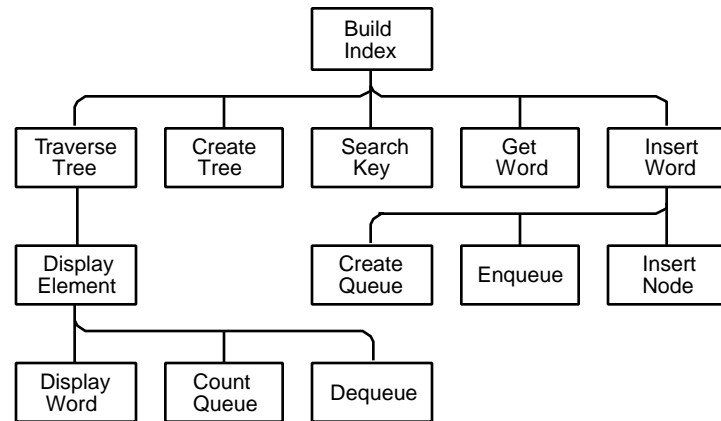 Build
Index
Traverse
Tree
Create
Tree
Search
Key
Get
Word
Insert
Word
Display
Element
Create
Queue
Enqueue
Insert
Node
Display
Word
Count
Queue
Dequeue